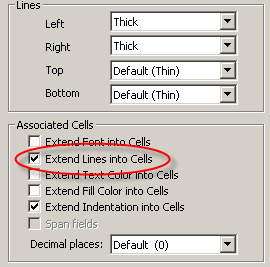 Lines
Left Thick
Right Thick
Top Default (Thin)
Bottom Default (Thin)
Associated Cells
Extend Font into Cells
Extend Lines into Cells
Extend Text Color into Cells
Extend Fill Color into Cells
Extend Indentation into Cells
Span fields
Decimal places: Default (0)